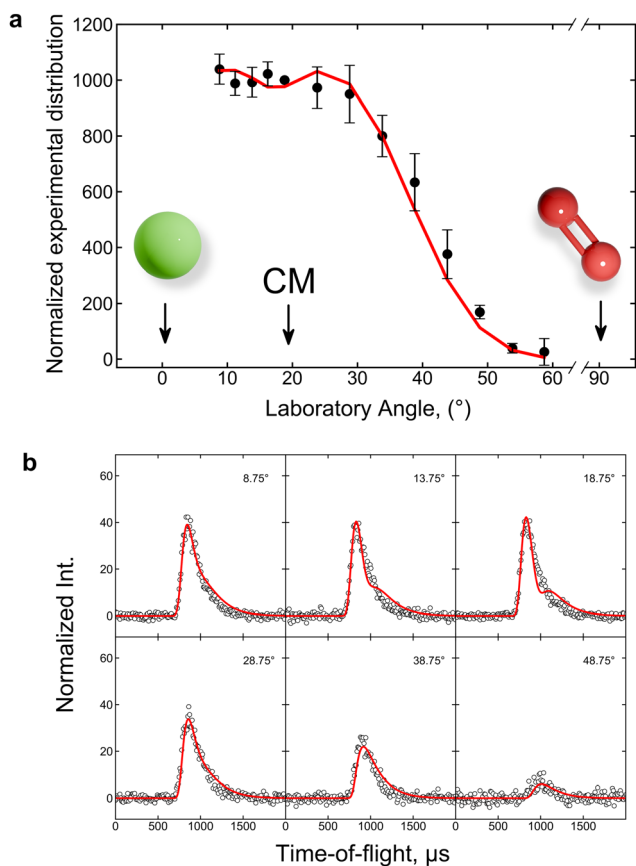 a
1200
1000
800
600
400
200
0
Normalized experimental distribution
CM
0 10 20 30 40 50 60 90
Laboratory Angle, (°)
b
8.75° 13.75° 18.75°
60
40
20
0
28.75° 38.75° 48.75°
60
40
20
0
Normalized Int.
0 500 1000 1500 0 500 1000 1500 0 500 1000 1500
Time-of-flight, µs